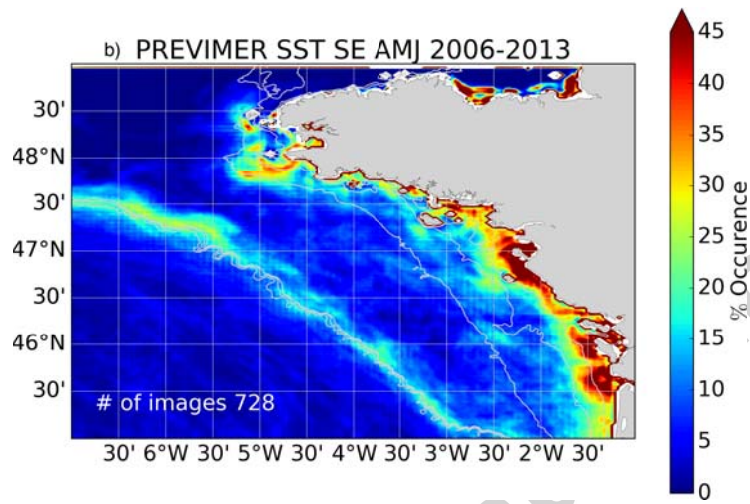 b) PREVIMER SST SE AMJ 2006-2013
30'
48°N
30'
47°N
30'
46°N
30'
# of images 728
30' 6°W 30' 5°W 30' 4°W 30' 3°W 30' 2°W 30'
45
40
35
30
25
20
15
10
5
0
% Occurence